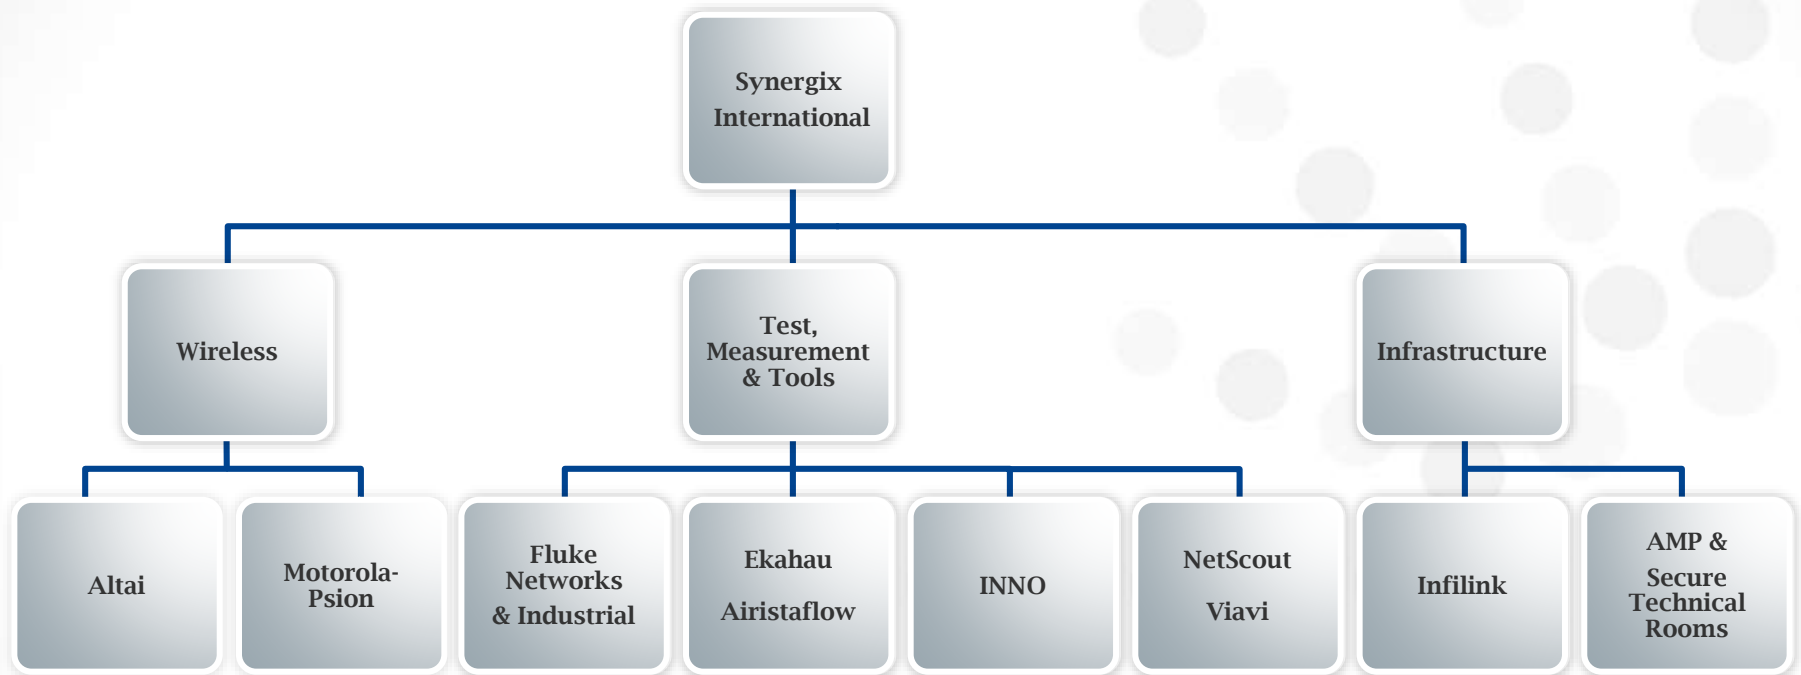 Synergix
International
Wireless
Test,
Measurement
& Tools
Infrastructure
Altai
Motorola-
Psion
Fluke
Networks
& Industrial
Ekahau
Airistaflow
INNO
NetScout
Viavi
Infilink
AMP &
Secure
Technical
Rooms